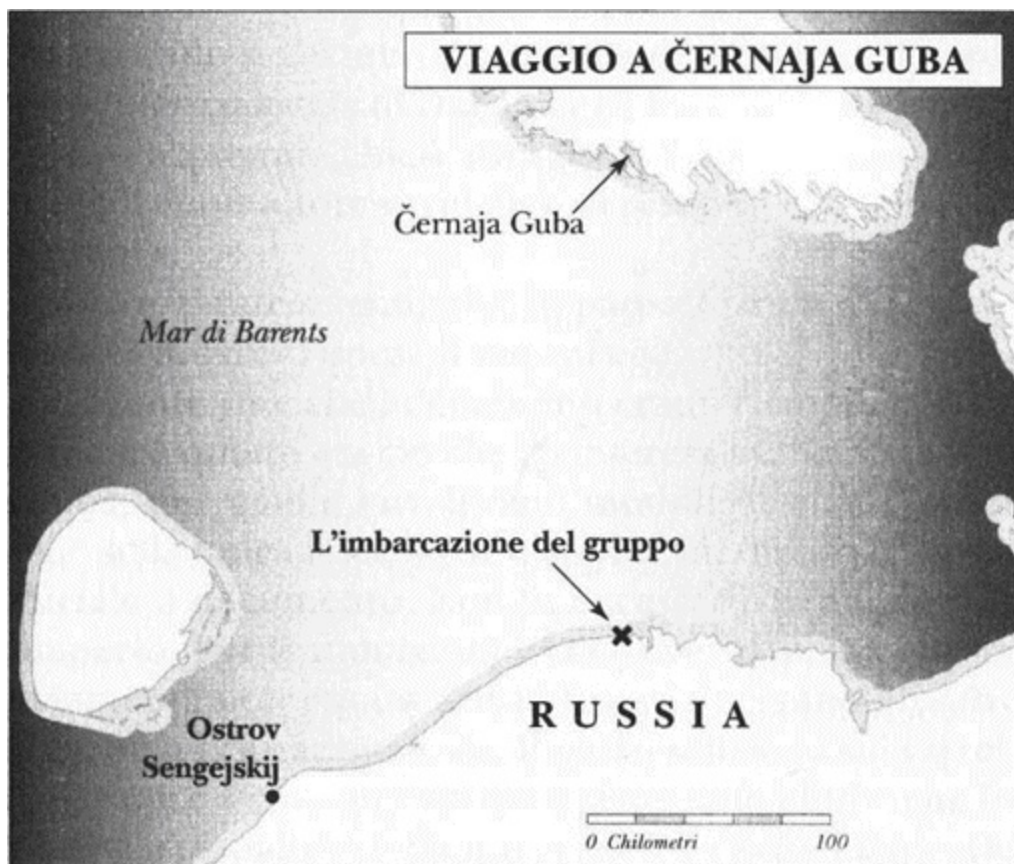 VIAGGIO A ČERNAJA GUBA
Černaja Guba
Mar di Barents
L'imbarcazione del gruppo
RUSSIA
Ostrov
Sengejskij
0 Chilometri 100